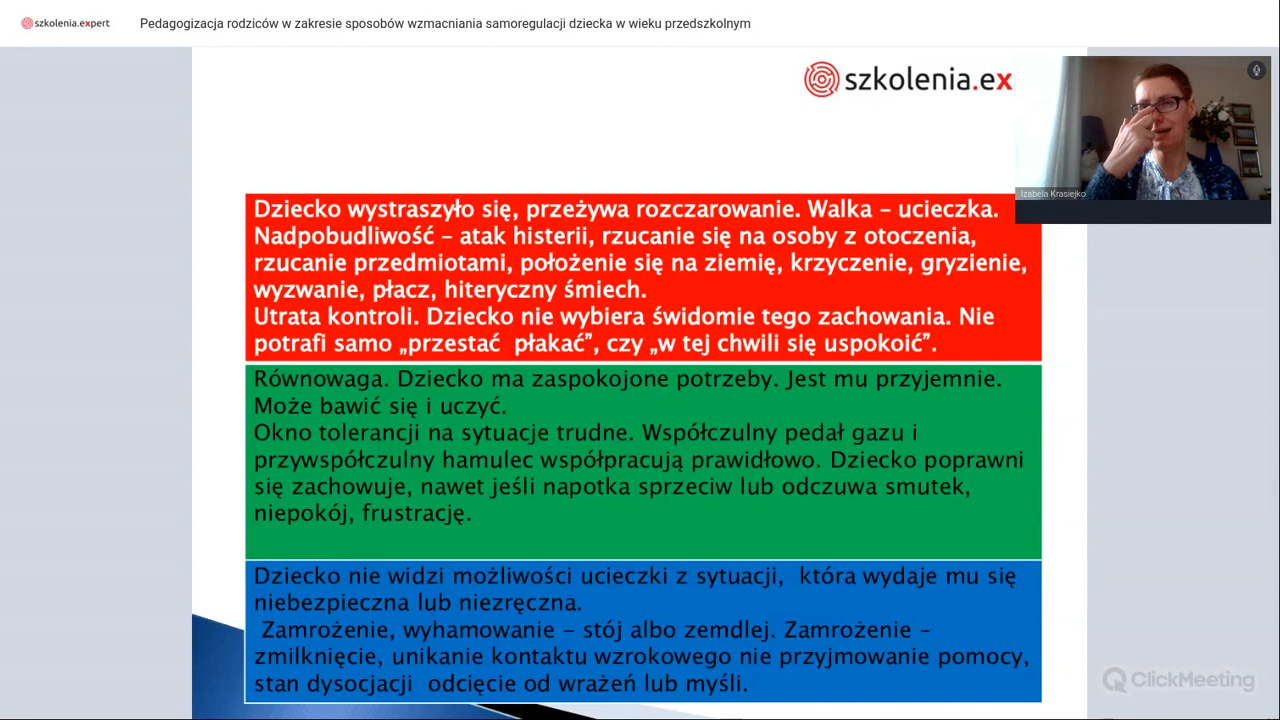 szkolenia.expert
Pedagogizacja rodziców w zakresie sposobów wzmacniania samoregulacji dziecka w wieku przedszkolnym
szkolenia.ex
Izabela Krasiejko
Dziecko wystraszyło się, przeżywa rozczarowanie. Walka – ucieczka.
Nadpobudliwość – atak histerii, rzucanie się na osoby z otoczenia,
rzucanie przedmiotami, położenie się na ziemię, krzyczenie, gryzienie,
wyzwanie, płacz, hiteryczny śmiech.
Utrata kontroli. Dziecko nie wybiera świdomie tego zachowania. Nie
potrafi samo „przestać  płakać”, czy „w tej chwili się uspokoić”.
Równowaga. Dziecko ma zaspokojone potrzeby. Jest mu przyjemnie.
Może bawić się i uczyć.
Okno tolerancji na sytuacje trudne. Współczulny pedał gazu i
przywspółczulny hamulec współpracują prawidłowo. Dziecko poprawni
się zachowuje, nawet jeśli napotka sprzeciw lub odczuwa smutek,
niepokój, frustrację.
Dziecko nie widzi możliwości ucieczki z sytuacji,  która wydaje mu się
niebezpieczna lub niezręczna.
Zamrożenie, wyhamowanie – stój albo zemdlej. Zamrożenie –
zmilknięcie, unikanie kontaktu wzrokowego nie przyjmowanie pomocy,
stan dysocjacji  odcięcie od wrażeń lub myśli.
ClickMeeting